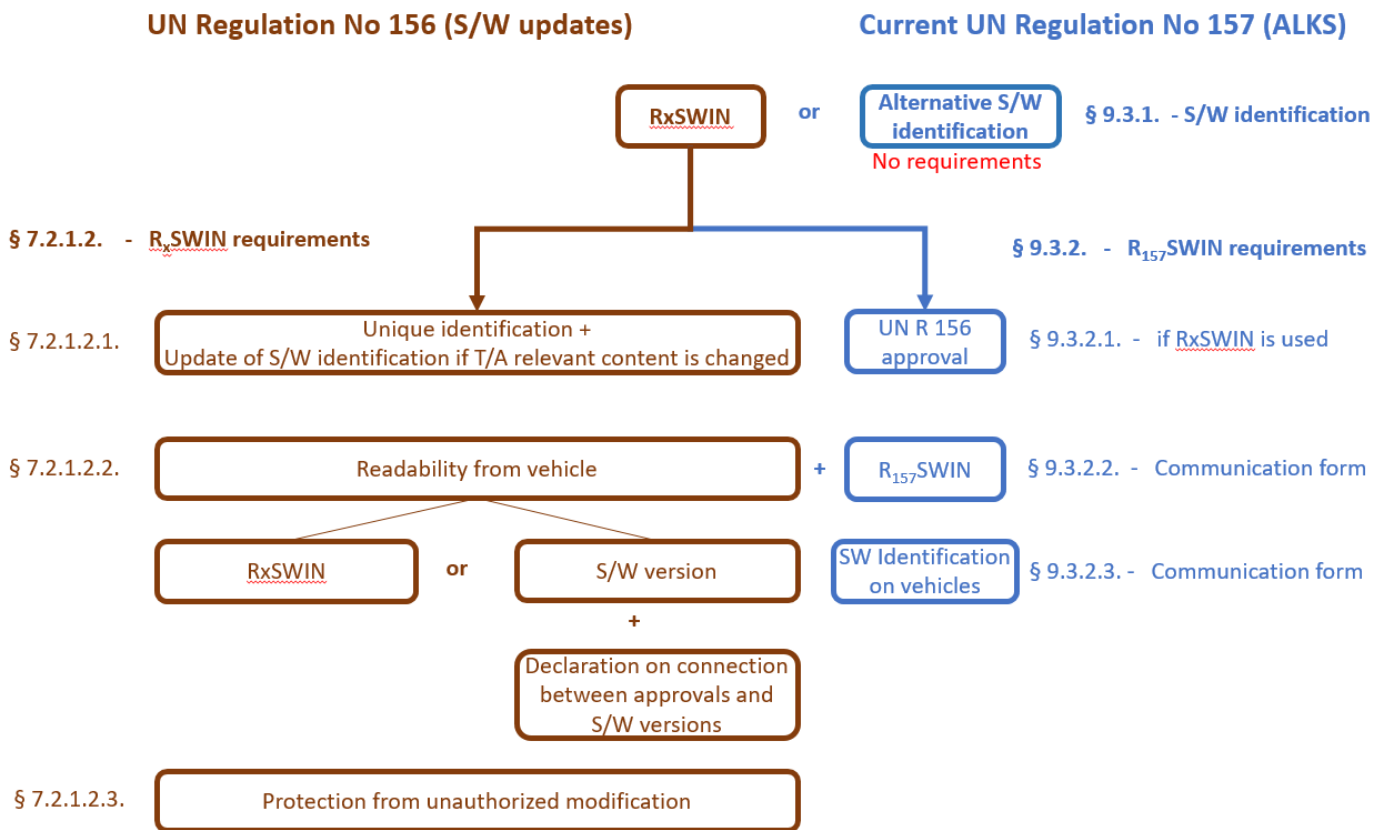 UN Regulation No 156 (S/W updates)
Current UN Regulation No 157 (ALKS)
RxSWIN
or
Alternative S/W
identification
§ 9.3.1. - S/W identification
No requirements
§ 7.2.1.2. - RxSWIN requirements
§ 9.3.2. - R157SWIN requirements
§ 7.2.1.2.1.
Unique identification +
Update of S/W identification if T/A relevant content is changed
UN R 156
approval
§ 9.3.2.1. - if RxSWIN is used
§ 7.2.1.2.2.
Readability from vehicle
+
R157SWIN
§ 9.3.2.2. - Communication form
RxSWIN
or
S/W version
SW Identification
on vehicles
§ 9.3.2.3. - Communication form
+
Declaration on connection
between approvals and
S/W versions
§ 7.2.1.2.3.
Protection from unauthorized modification